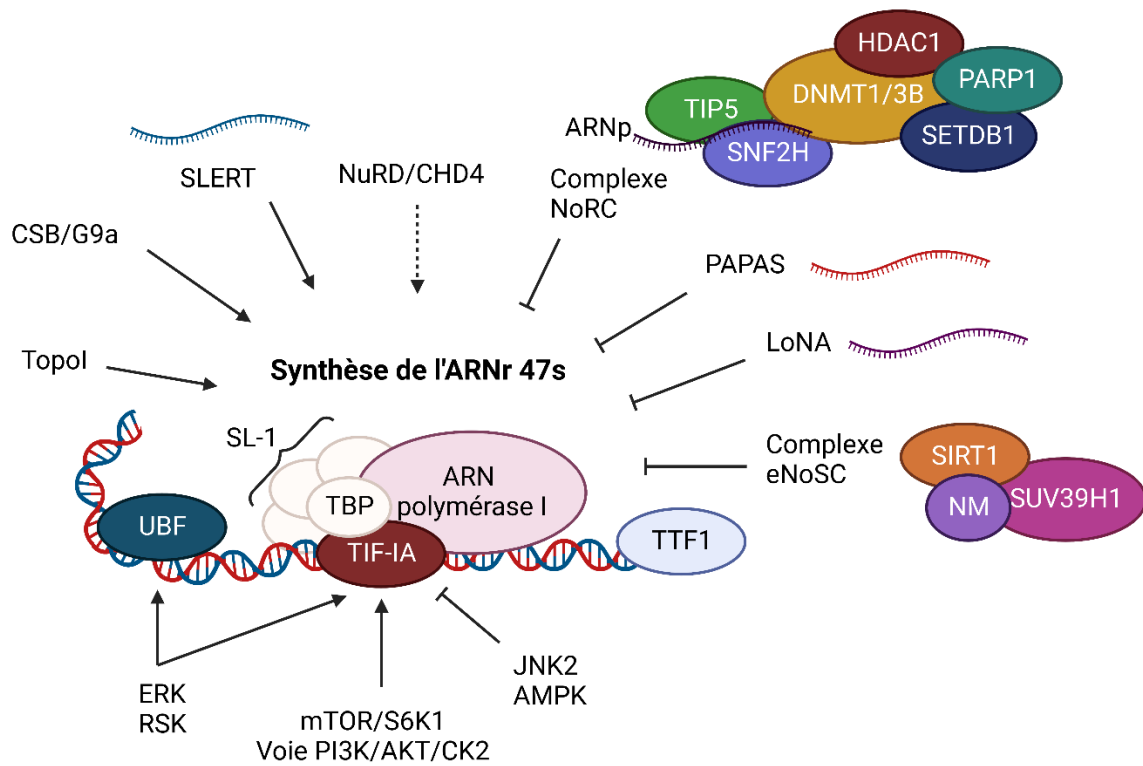 HDAC1
DNMT1/3B
PARP1
TIP5
ARNp
SNF2H
SETDB1
SLERT
NuRD/CHD4
Complexe
NoRC
CSB/G9a
PAPAS
LoNA
TopoI
Synthèse de l'ARNr 47s
SL-1
ARN
polymérase I
TBP
UBF
TIF-IA
TTF1
Complexe
eNoSC
SIRT1
NM
SUV39H1
ERK
RSK
mTOR/S6K1
Voie PI3K/AKT/CK2
JNK2
AMPK